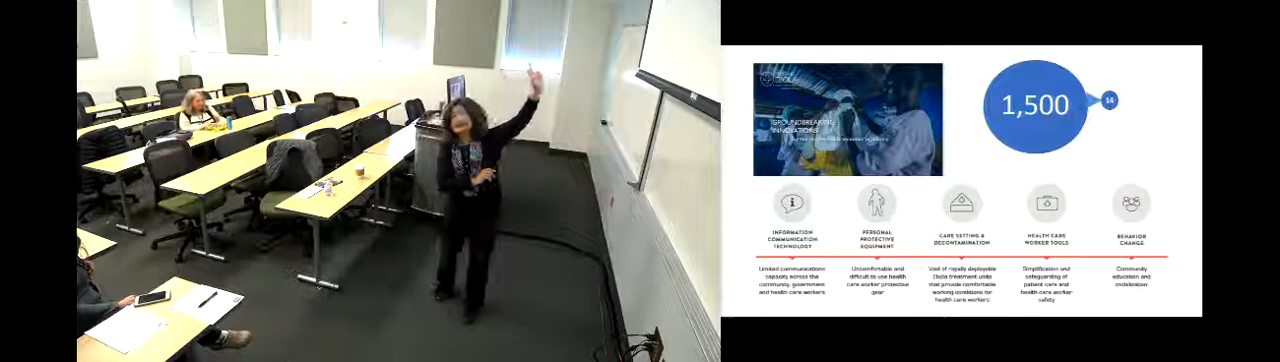 EBOLA
GROUNDBREAKING
INNOVATIONS
1,500
14
INFORMATION
COMMUNICATION
TECHNOLOGY
Limited communications
capacity across the
community, government
and health care workers
PERSONAL
PROTECTIVE
EQUIPMENT
Uncomfortable and
difficult to use health
care worker protective
gear
CARE SETTING &
DECONTAMINATION
Void of rapidly deployable
Ebola treatment units
that provide comfortable
working conditions for
health care workers
HEALTH CARE
WORKER TOOLS
Simplification and
safeguarding of
patient care and
health care worker
safety
BEHAVIOR
CHANGE
Community
education and
mobilization